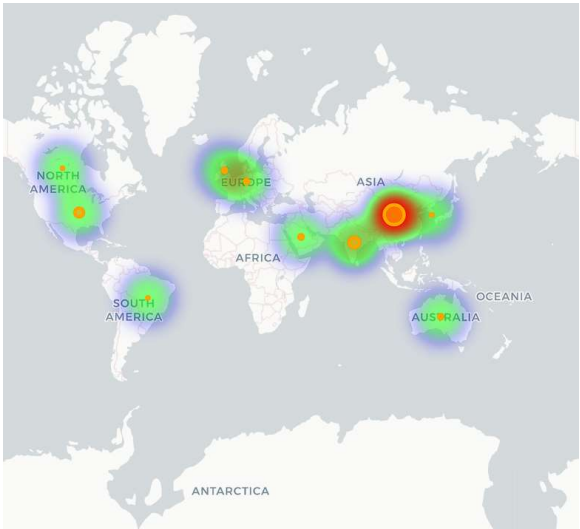 NORTH
AMERICA
EUROPE
ASIA
AFRICA
SOUTH
AMERICA
OCEANIA
AUSTRALIA
ANTARCTICA